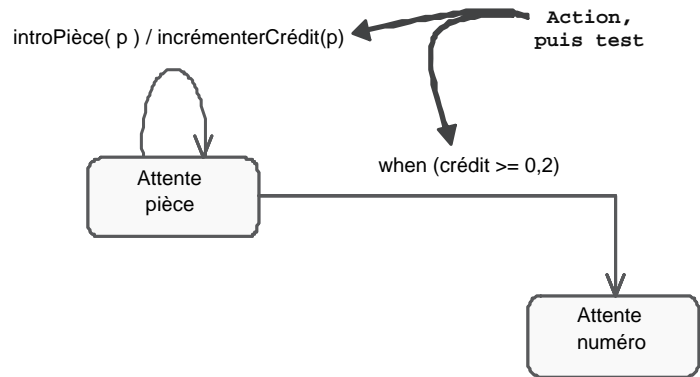 introPièce( p ) / incrémenterCrédit(p)
Action,
puis test
when (crédit >= 0,2)
Attente
pièce
Attente
numéro